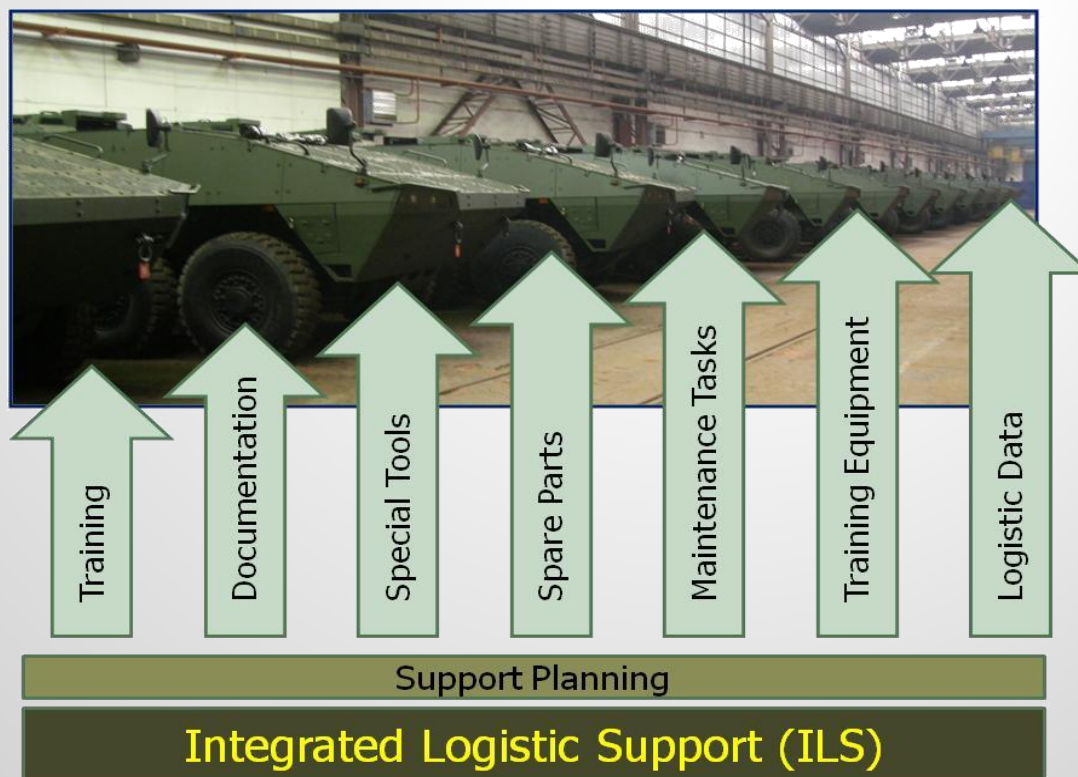 Training
Documentation
Special Tools
Spare Parts
Maintenance Tasks
Training Equipment
Logistic Data
Support Planning
Integrated Logistic Support (ILS)